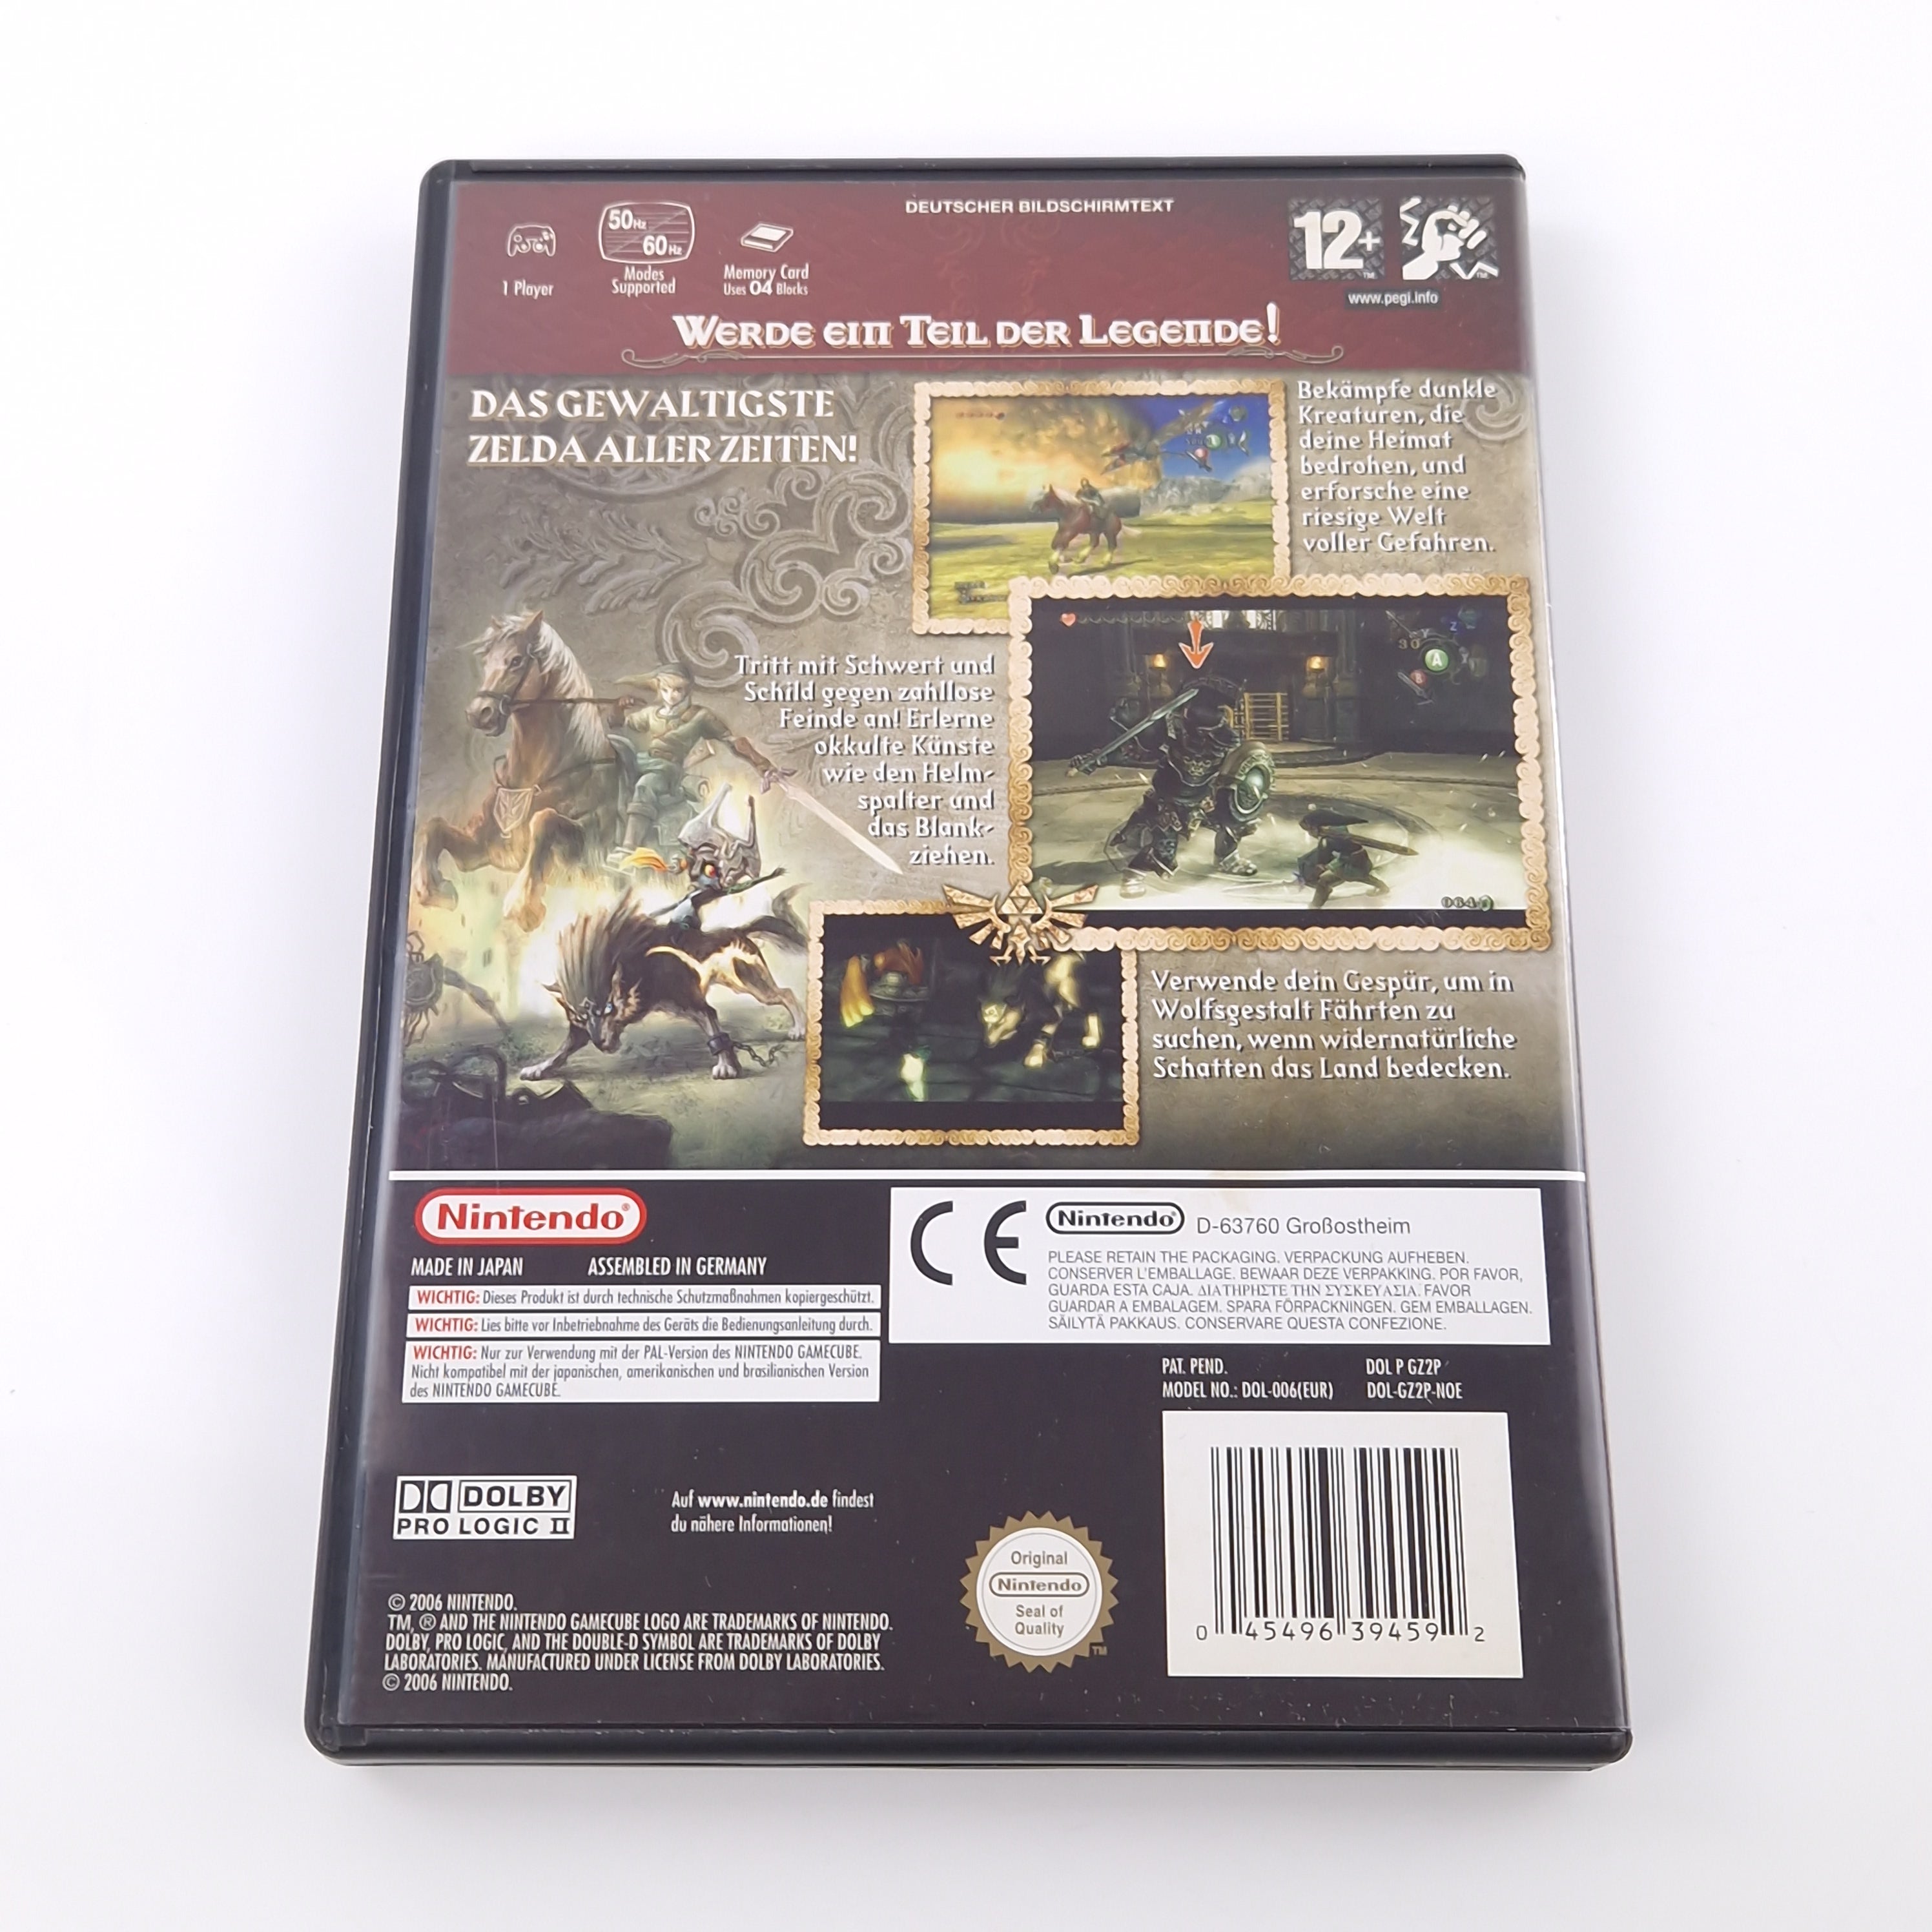 DEUTSCHER BILDSCHIRMTEXT
50Hz
60Hz
1 Player
Modes
Supported
Memory Card
Uses 04 Blocks
12+
www.pegi.info
WERDE EIN TEIL DER LEGENDE!
DAS GEWALTIGSTE
ZELDA ALLER ZEITEN!
Bekämpfe dunkle
Kreaturen, die
deine Heimat
bedrohen, und
erforsche eine
riesige Welt
voller Gefahren.
Tritt mit Schwert und
Schild gegen zahllose
Feinde an! Erlerne
okkulte Künste
wie den Helm-
spalter und
das Blank-
ziehen.
30
A
B
Z
064
Verwende dein Gespür, um in
Wolfsgestalt Fährten zu
suchen, wenn widernatürliche
Schatten das Land bedecken.
Nintendo®
MADE IN JAPAN ASSEMBLED IN GERMANY
WICHTIG: Dieses Produkt ist durch technische Schutzmaßnahmen kopiergeschützt.
WICHTIG: Lies bitte vor Inbetriebnahme des Geräts die Bedienungsanleitung durch.
WICHTIG: Nur zur Verwendung mit der PAL-Version des NINTENDO GAMECUBE.
Nicht kompatibel mit der japanischen, amerikanischen und brasilianischen Version
des NINTENDO GAMECUBE.
CE
Nintendo® D-63760 Großostheim
PLEASE RETAIN THE PACKAGING. VERPACKUNG AUFHEBEN.
CONSERVER L'EMBALLAGE. BEWAAR DEZE VERPAKKING. POR FAVOR,
GUARDA ESTA CAJA. ΔΙΑΤΗΡΗΣΤΕ ΤΗΝ ΣΥΣΚΕΥΑΣΙΑ. FAVOR
GUARDAR A EMBALAGEM. SPARA FÖRPACKNINGEN. GEM EMBALLAGEN.
SÄILYTÄ PAKKAUS. CONSERVARE QUESTA CONFEZIONE.
PAT. PEND. DOL P GZ2P
MODEL NO.: DOL-006(EUR) DOL-GZ2P-NOE
DOLBY
PRO LOGIC II
Auf www.nintendo.de findest
du nähere Informationen!
Original
Nintendo
Seal of
Quality
TM
0 45496 39459 2
© 2006 NINTENDO.
TM, ® AND THE NINTENDO GAMECUBE LOGO ARE TRADEMARKS OF NINTENDO.
DOLBY, PRO LOGIC, AND THE DOUBLE-D SYMBOL ARE TRADEMARKS OF DOLBY
LABORATORIES. MANUFACTURED UNDER LICENSE FROM DOLBY LABORATORIES.
© 2006 NINTENDO.